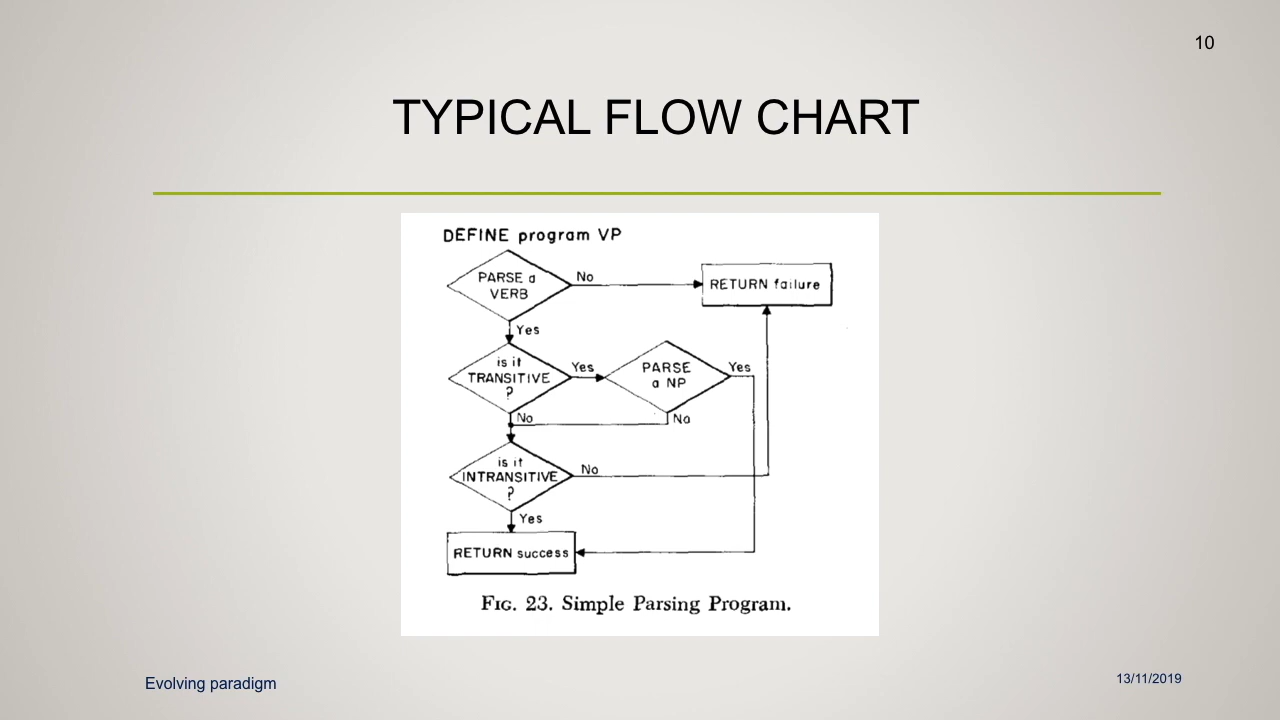 10
TYPICAL FLOW CHART
DEFINE program VP
PARSE a
VERB
No
RETURN failure
Yes
is it
TRANSITIVE
?
Yes
PARSE
a NP
Yes
No
No
is it
INTRANSITIVE
?
No
Yes
RETURN success
FIG. 23. Simple Parsing Program.
Evolving paradigm
13/11/2019